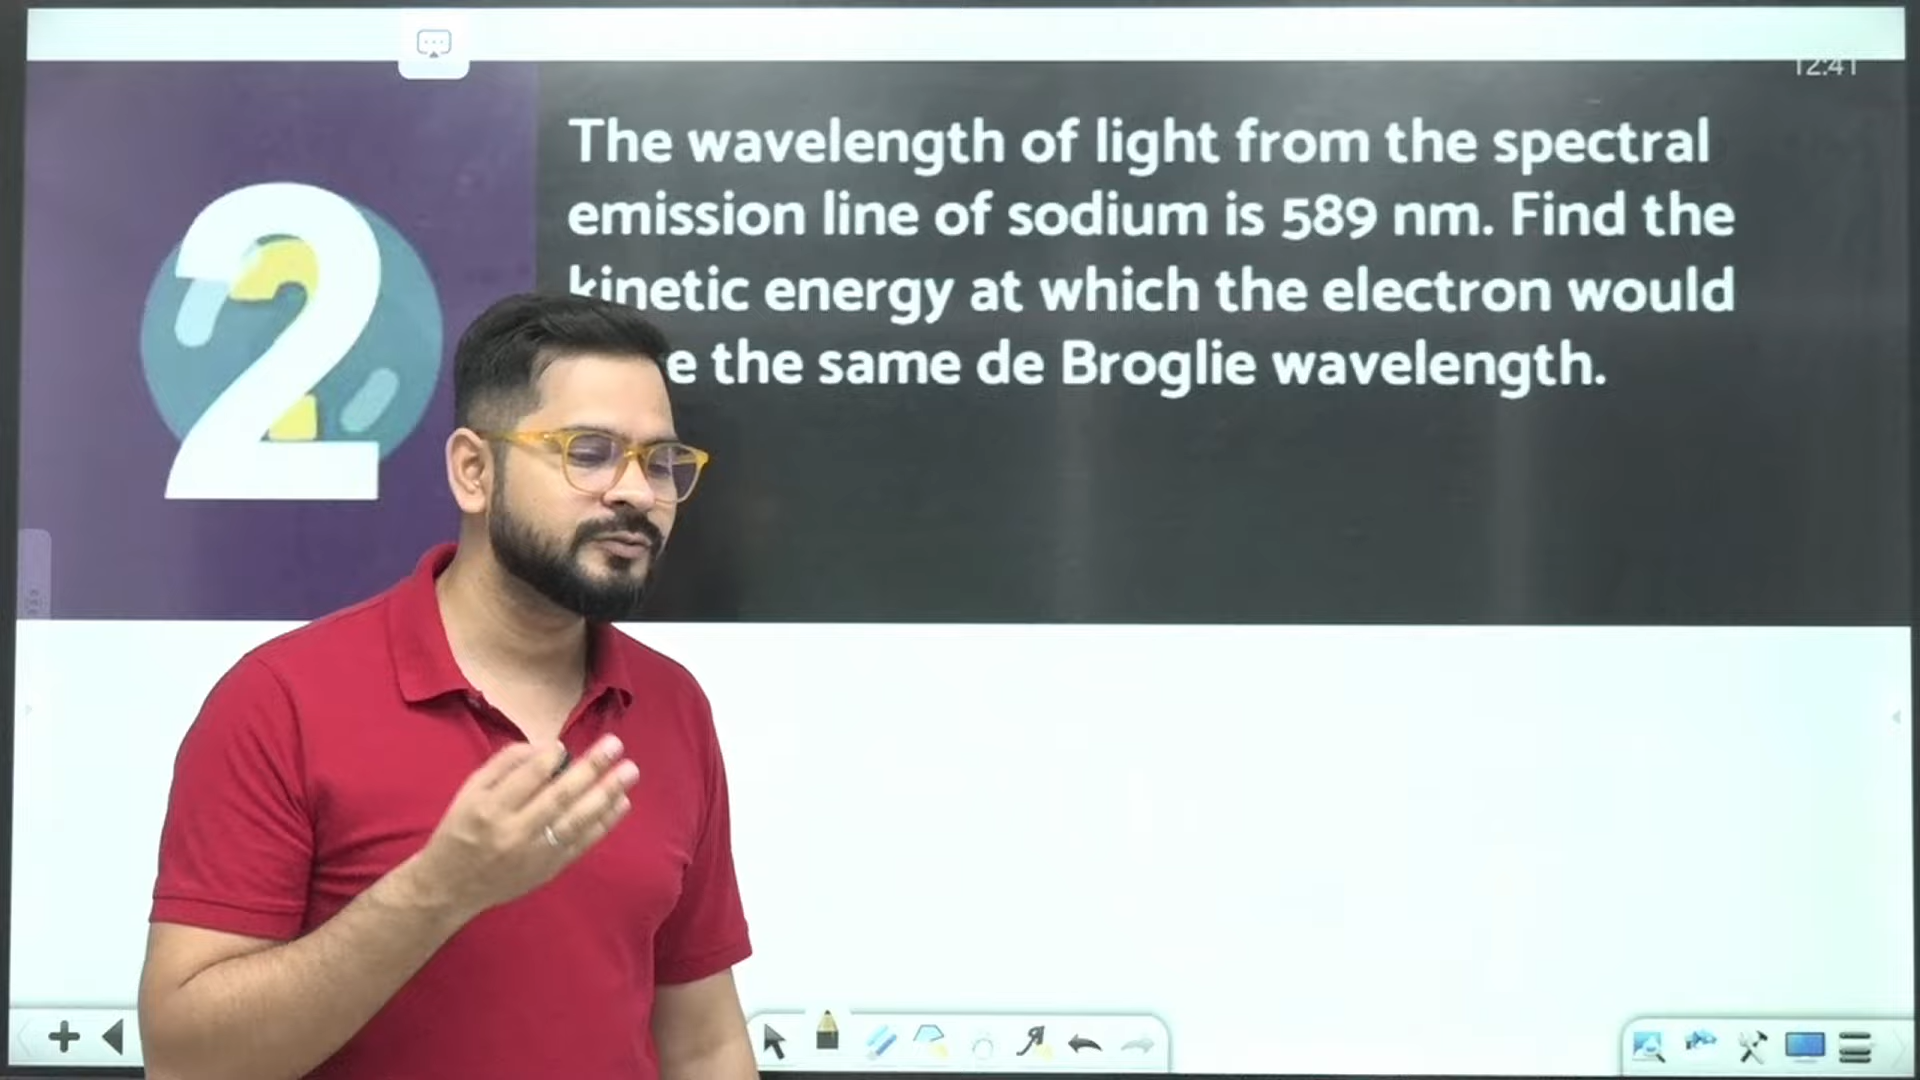 12:41
2
The wavelength of light from the spectral
emission line of sodium is 589 nm. Find the
kinetic energy at which the electron would
the same de Broglie wavelength.